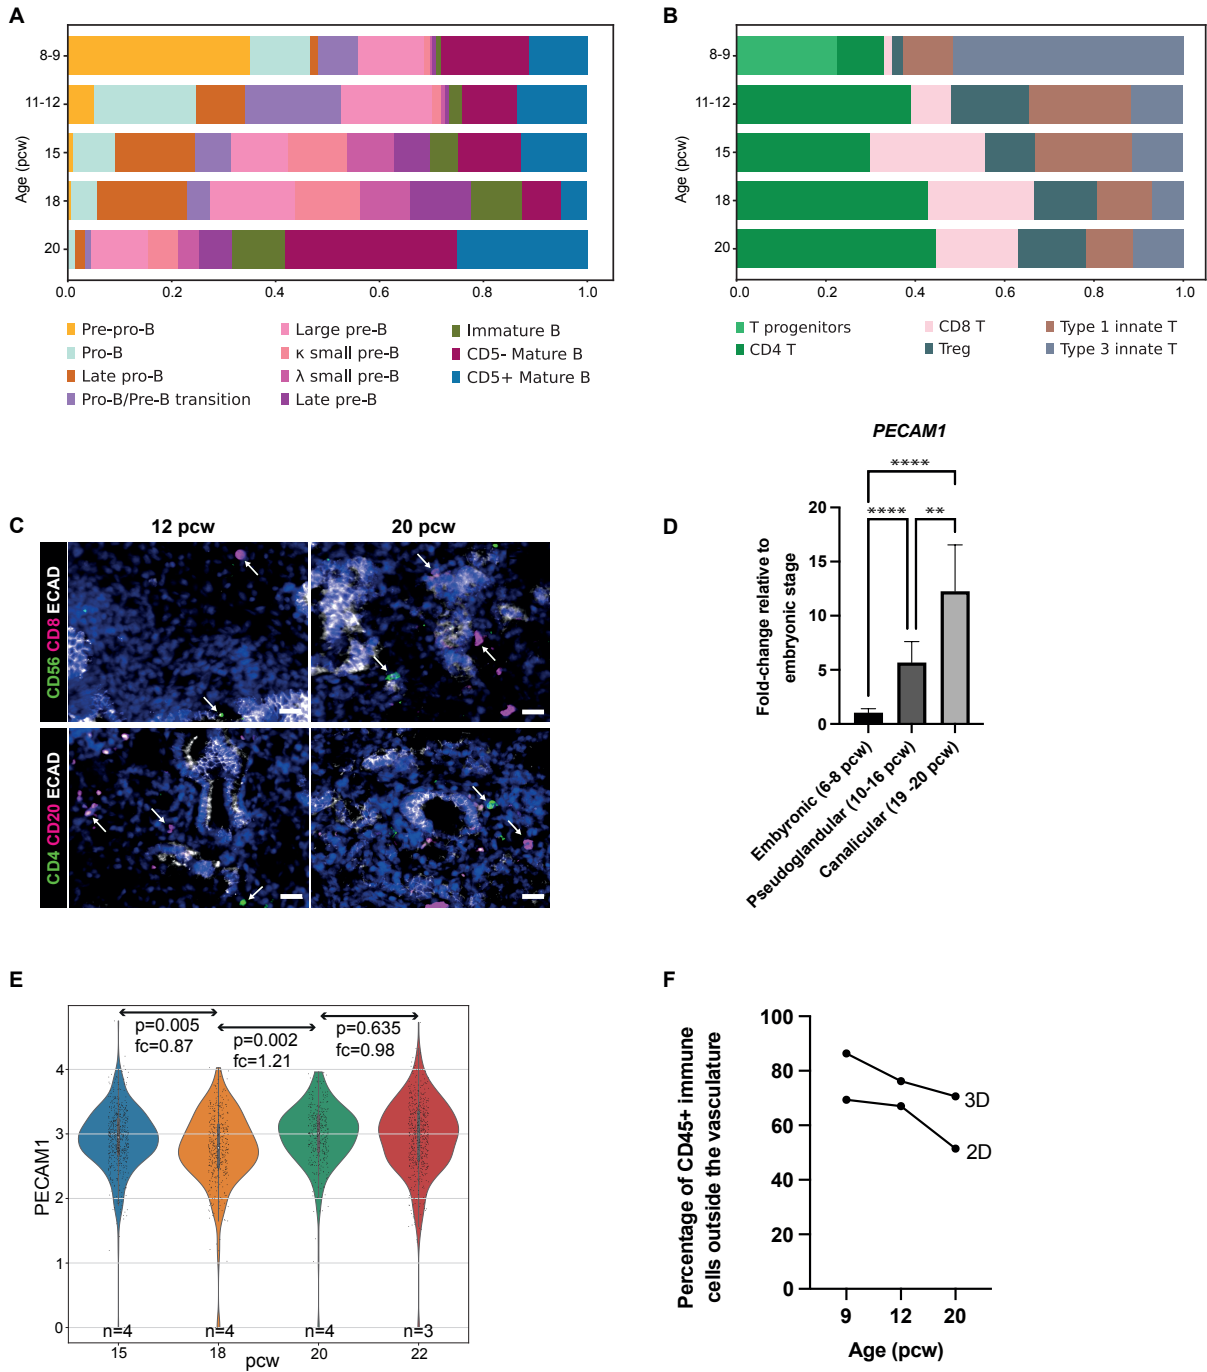 A
8-9
11-12
15
18
20
Age (pcw)
0.0 0.2 0.4 0.6 0.8 1.0
Pre-pro-B
Pro-B
Late pro-B
Pro-B/Pre-B transition
Large pre-B
κ small pre-B
λ small pre-B
Late pre-B
Immature B
CD5- Mature B
CD5+ Mature B
B
8-9
11-12
15
18
20
Age (pcw)
0.0 0.2 0.4 0.6 0.8 1.0
T progenitors
CD4 T
CD8 T
Treg
Type 1 innate T
Type 3 innate T
C
12 pcw 20 pcw
CD56 CD8 ECAD
CD4 CD20 ECAD
D
PECAM1
****
**** **
20
15
10
5
0
Fold-change relative to
embryonic stage
Embyronic (6-8 pcw)
Pseudoglandular (10-16 pcw)
Canalicular (19 -20 pcw)
E
p=0.005
fc=0.87
p=0.002
fc=1.21
p=0.635
fc=0.98
4
3
2
1
0
PECAM1
n=4 n=4 n=4 n=3
15 18 20 22
pcw
F
100
80
60
40
20
0
Percentage of CD45+ immune
cells outside the vasculature
3D
2D
9 12 20
Age (pcw)